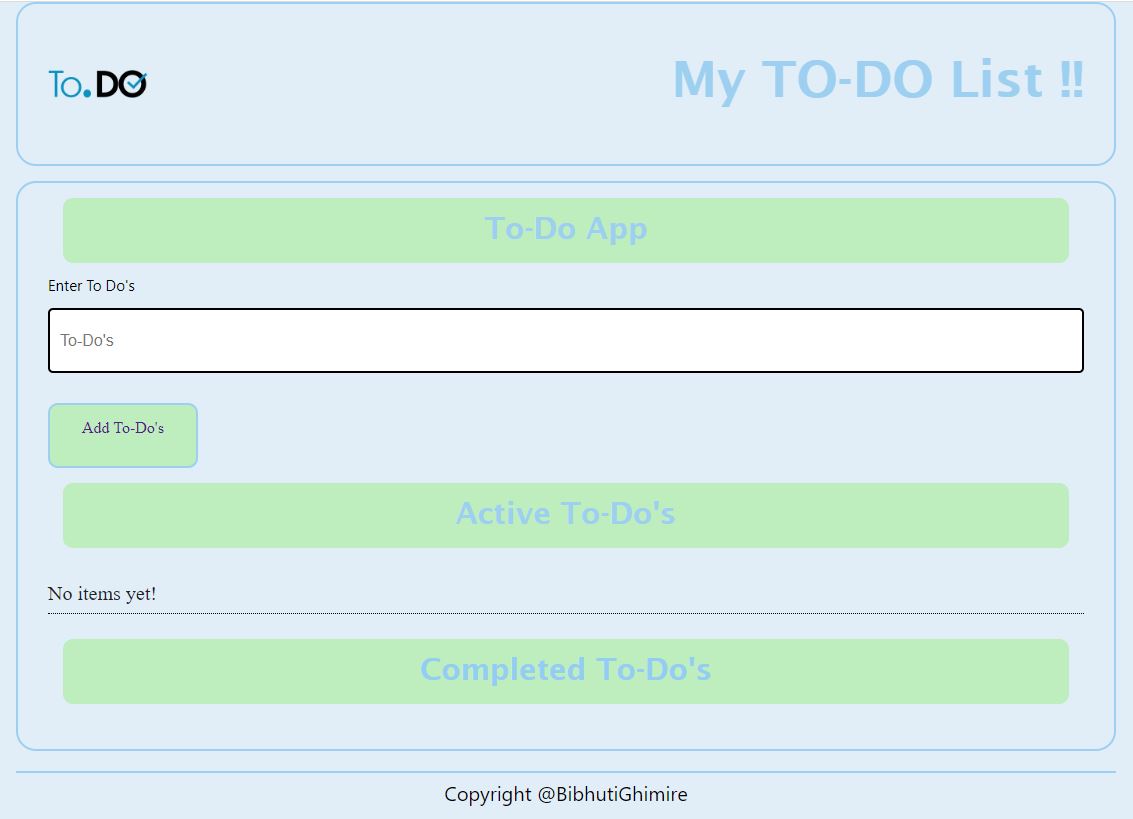 To.DO
My TO-DO List !!
To-Do App
Enter To Do's
To-Do's
Add To-Do's
Active To-Do's
No items yet!
Completed To-Do's
Copyright @BibhutiGhimire